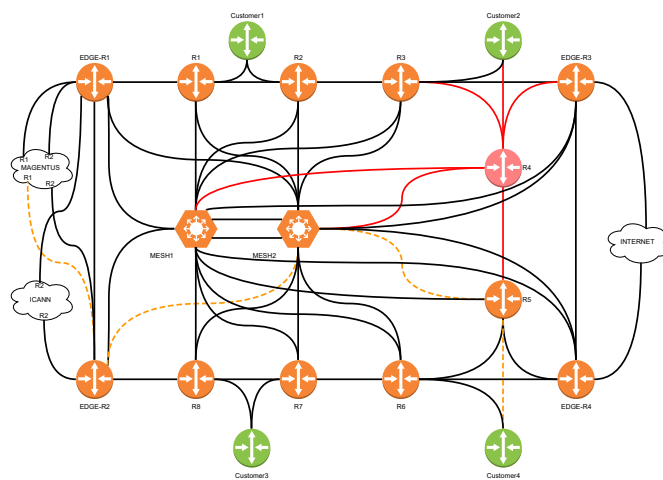 Customer1
Customer2
EDGE-R1
R1
R2
R3
EDGE-R3
R1
R2
MAGENTUS
R1
R2
R4
MESH1
MESH2
INTERNET
R2
ICANN
R2
R5
EDGE-R2
R8
R7
R6
EDGE-R4
Customer3
Customer4